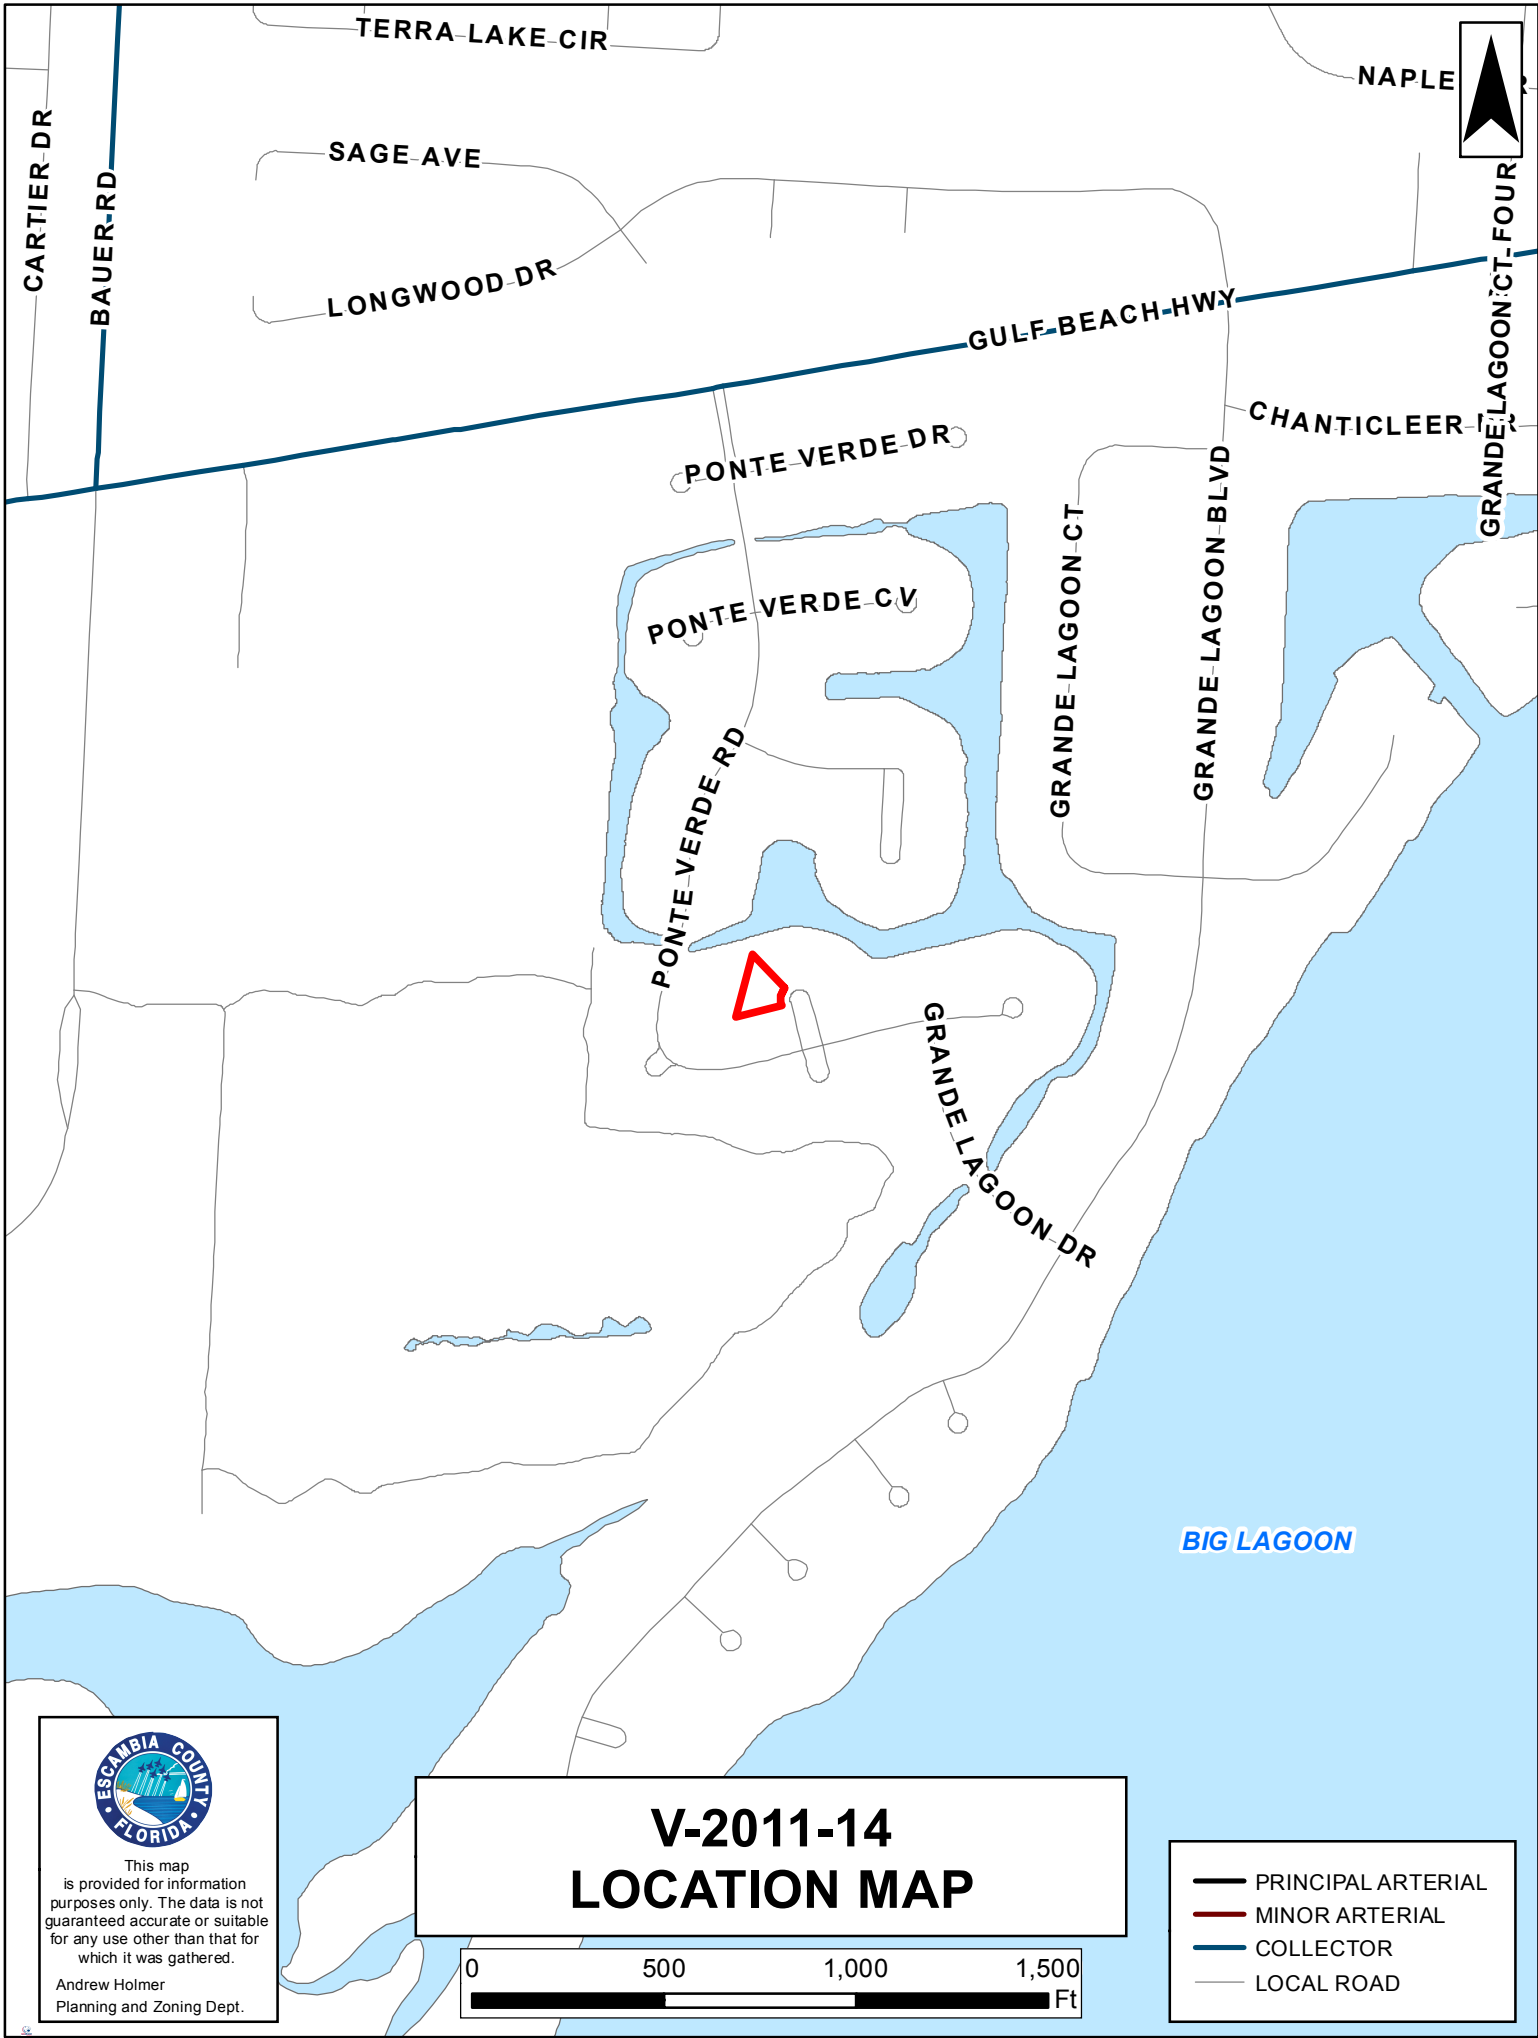 TERRA LAKE CIR
NAPLE
CARTIER DR
BAUER RD
SAGE AVE
LONGWOOD DR
GULF BEACH HWY
GRANDE LAGOON CT FOUR
CHANTICLEER
PONTE VERDE DR
PONTE VERDE CV
GRANDE LAGOON CT
GRANDE LAGOON BLVD
PONTE VERDE RD
GRANDE LAGOON DR
BIG LAGOON
ESCAMBIA COUNTY
FLORIDA
This map
is provided for information
purposes only. The data is not
guaranteed accurate or suitable
for any use other than that for
which it was gathered.
Andrew Holmer
Planning and Zoning Dept.
V-2011-14
LOCATION MAP
0 500 1,000 1,500
Ft
PRINCIPAL ARTERIAL
MINOR ARTERIAL
COLLECTOR
LOCAL ROAD